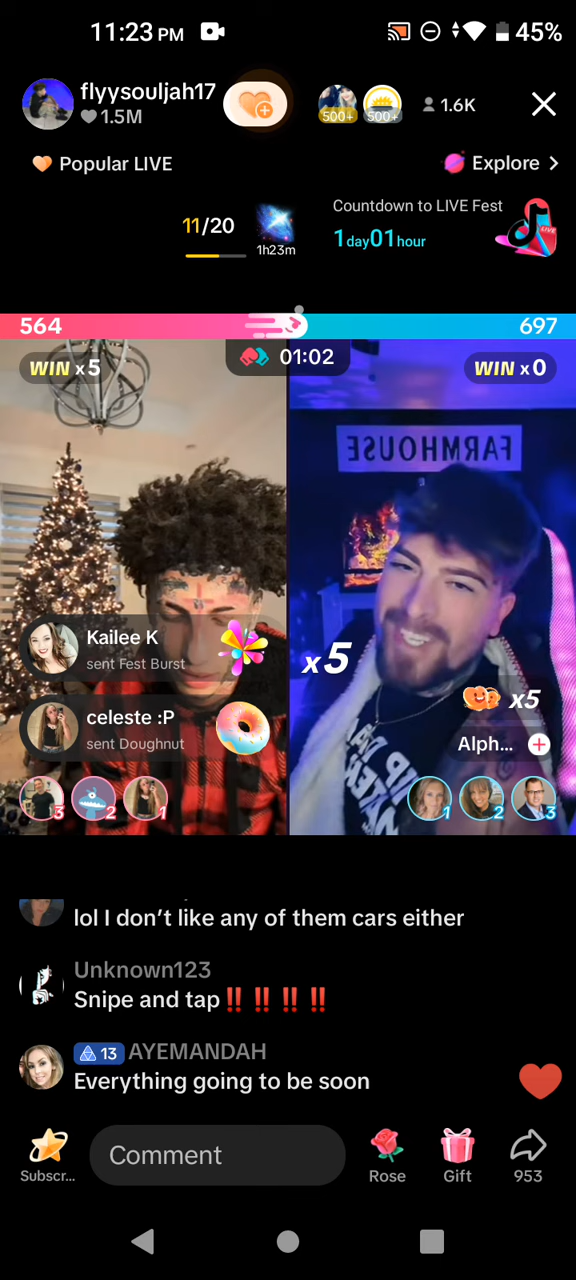 11:23 PM
45%
flyysouljah17
1.5M
500+
500+
1.6K
Popular LIVE
Explore >
11/20
1h23m
Countdown to LIVE Fest
1day01hour
LIVE
564
697
WIN x5
01:02
WIN x0
FARMHOUSE
Kailee K
sent Fest Burst
x5
celeste :P
sent Doughnut
x5
Alph...
3
2
1
1
2
3
lol I don't like any of them cars either
Unknown123
Snipe and tap‼️ ‼️ ‼️ ‼️
13 AYEMANDAH
Everything going to be soon
Subscr...
Comment
Rose
Gift
953